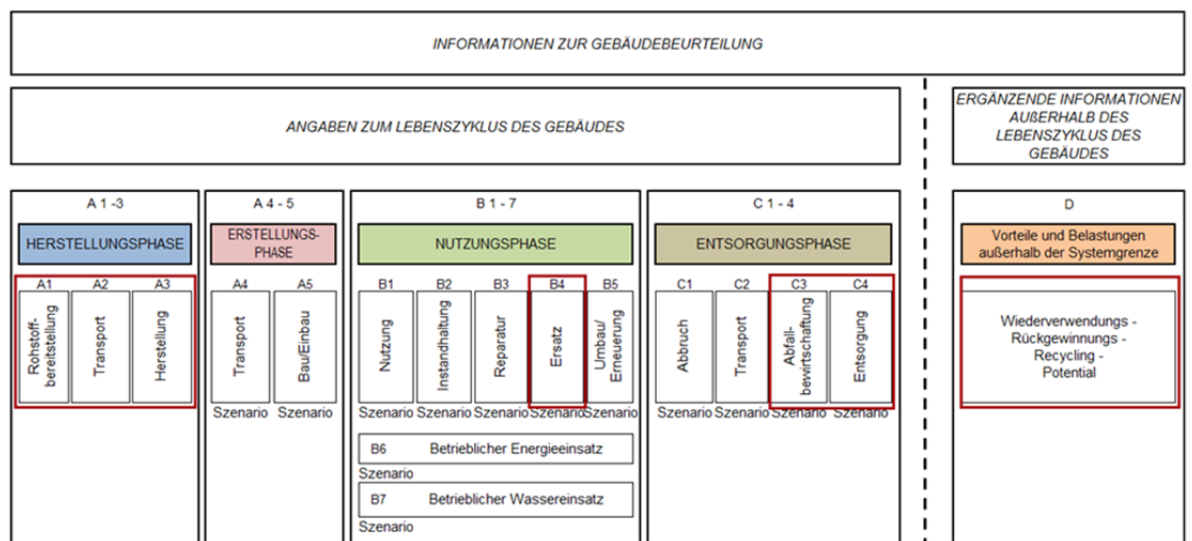 INFORMATIONEN ZUR GEBÄUDEBEURTEILUNG
ANGABEN ZUM LEBENSZYKLUS DES GEBÄUDES
ERGÄNZENDE INFORMATIONEN
AUßERHALB DES
LEBENSZYKLUS DES
GEBÄUDES
A 1 -3
HERSTELLUNGSPHASE
A1
Rohstoff-
bereitstellung
A2
Transport
A3
Herstellung
A 4 - 5
ERSTELLUNGS-
PHASE
A4
Transport
Szenario
A5
Bau/Einbau
Szenario
B 1 - 7
NUTZUNGSPHASE
B1
Nutzung
Szenario
B2
Instandhaltung
Szenario
B3
Reparatur
Szenario
B4
Ersatz
Szenario
B5
Umbau/
Erneuerung
Szenario
B6 Betrieblicher Energieeinsatz
Szenario
B7 Betrieblicher Wassereinsatz
Szenario
C 1 - 4
ENTSORGUNGSPHASE
C1
Abbruch
Szenario
C2
Transport
Szenario
C3
Abfall-
bewirtschaftung
Szenario
C4
Entsorgung
Szenario
D
Vorteile und Belastungen
außerhalb der Systemgrenze
Wiederverwendungs -
Rückgewinnungs -
Recycling -
Potential